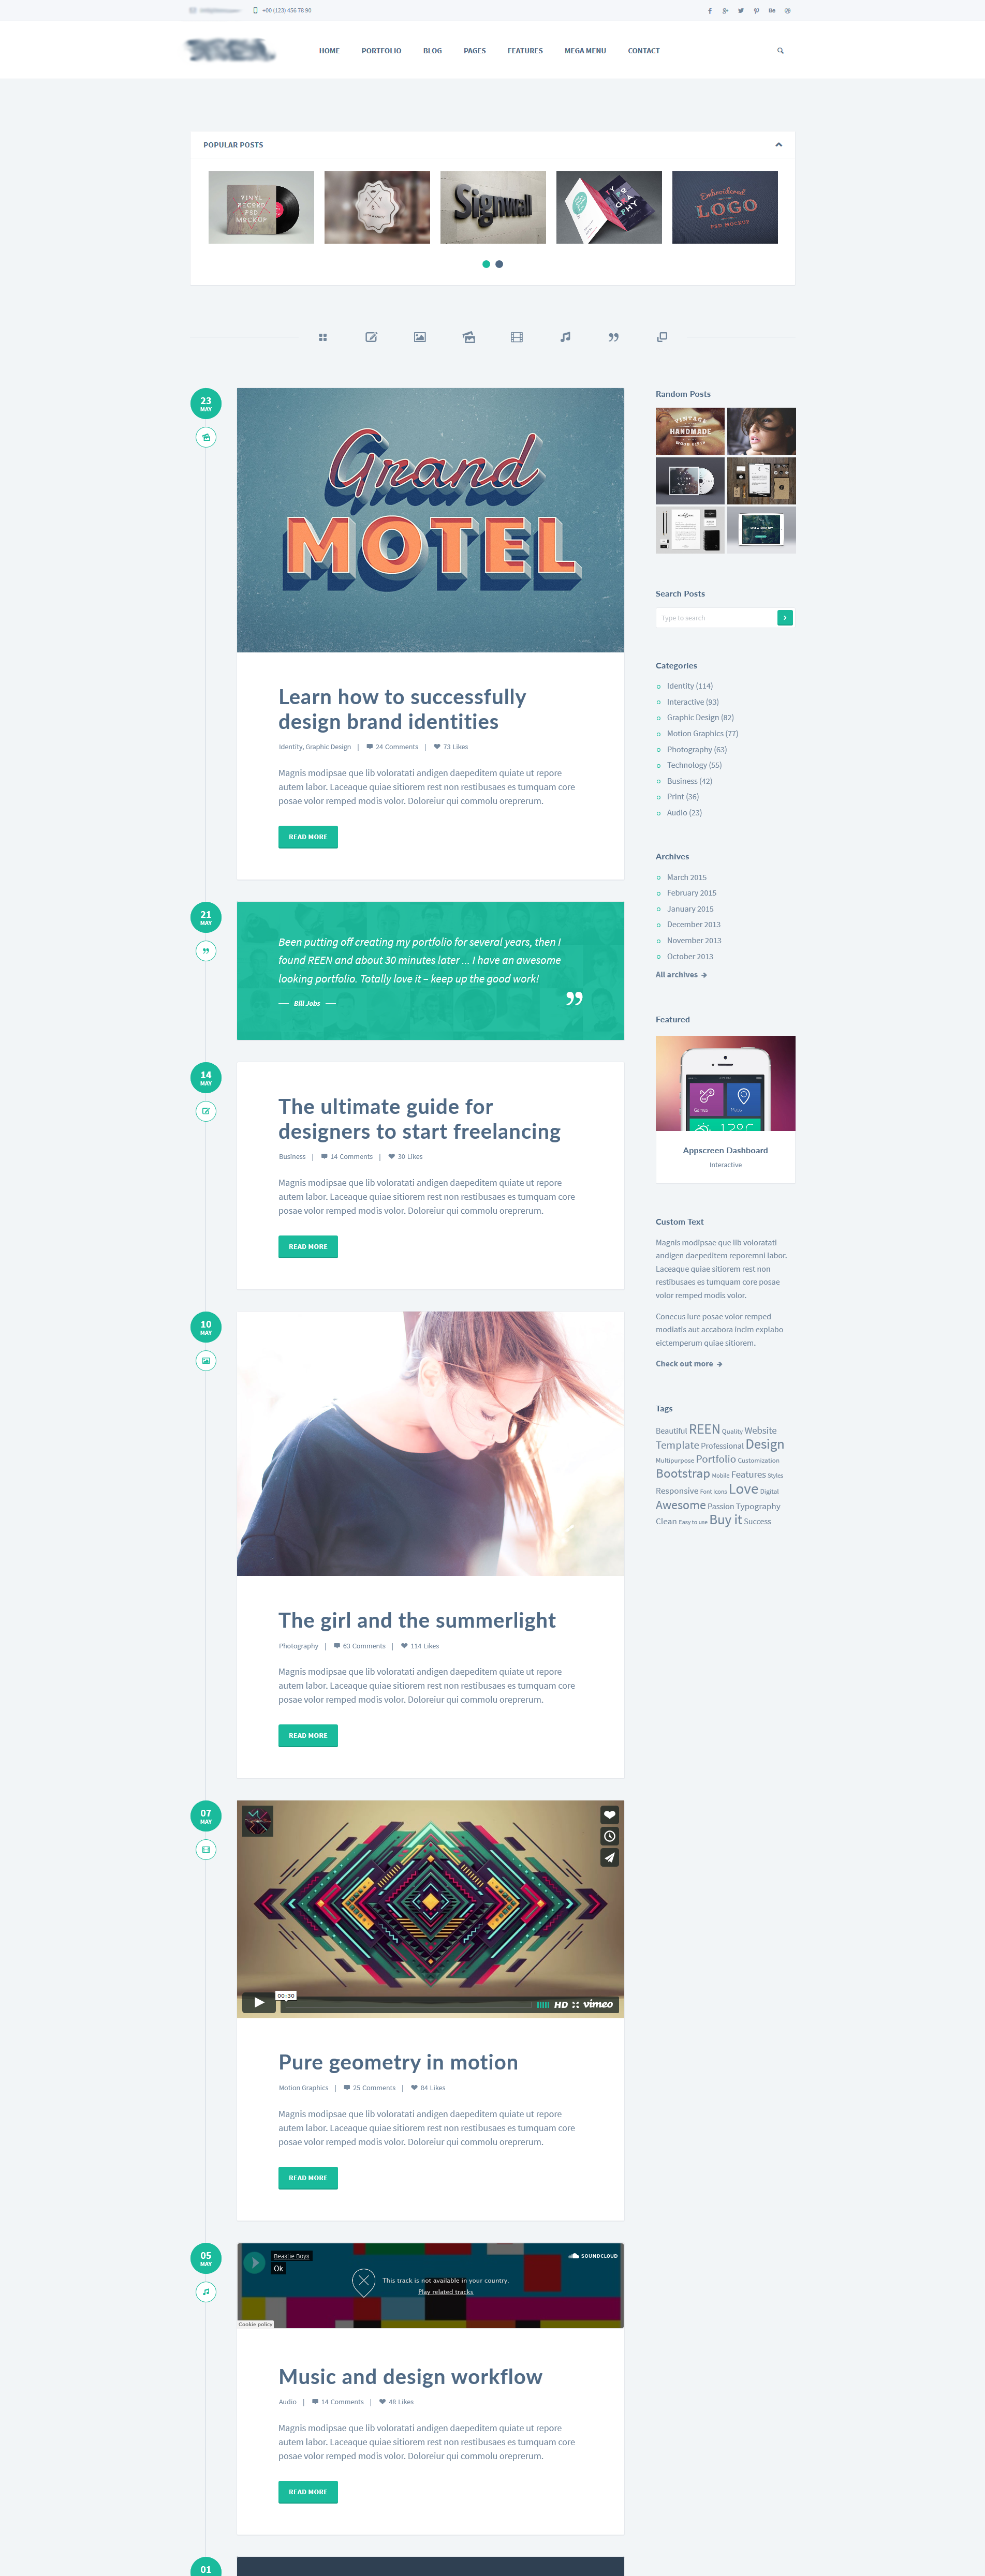 +00 (123) 456 78 90
HOME PORTFOLIO BLOG PAGES FEATURES MEGA MENU CONTACT
POPULAR POSTS
VINYL
RECORD
PSD
MOCKUP
Signwall
TY
PO
GRA
PHY
Embroidered
LOGO
PSD MOCKUP
23
MAY
Grand
MOTEL
Learn how to successfully
design brand identities
Identity, Graphic Design | 24 Comments | 73 Likes
Magnis modipsae que lib voloratati andigen daepeditem quiate ut repore
autem labor. Laceaque quiae sitiorem rest non restibusaes es tumquam core
posae volor remped modis volor. Doloreiur qui commolu oreprerum.
READ MORE
21
MAY
Been putting off creating my portfolio for several years, then I
found REEN and about 30 minutes later ... I have an awesome
looking portfolio. Totally love it – keep up the good work!
Bill Jobs
”
14
MAY
The ultimate guide for
designers to start freelancing
Business | 14 Comments | 30 Likes
Magnis modipsae que lib voloratati andigen daepeditem quiate ut repore
autem labor. Laceaque quiae sitiorem rest non restibusaes es tumquam core
posae volor remped modis volor. Doloreiur qui commolu oreprerum.
READ MORE
10
MAY
The girl and the summerlight
Photography | 63 Comments | 114 Likes
Magnis modipsae que lib voloratati andigen daepeditem quiate ut repore
autem labor. Laceaque quiae sitiorem rest non restibusaes es tumquam core
posae volor remped modis volor. Doloreiur qui commolu oreprerum.
READ MORE
07
MAY
00:30
HD vimeo
Pure geometry in motion
Motion Graphics | 25 Comments | 84 Likes
Magnis modipsae que lib voloratati andigen daepeditem quiate ut repore
autem labor. Laceaque quiae sitiorem rest non restibusaes es tumquam core
posae volor remped modis volor. Doloreiur qui commolu oreprerum.
READ MORE
05
MAY
Beastie Boys
Ok
SOUNDCLOUD
This track is not available in your country.
Play related tracks
Cookie policy
Music and design workflow
Audio | 14 Comments | 48 Likes
Magnis modipsae que lib voloratati andigen daepeditem quiate ut repore
autem labor. Laceaque quiae sitiorem rest non restibusaes es tumquam core
posae volor remped modis volor. Doloreiur qui commolu oreprerum.
READ MORE
01
Random Posts
VINTAGE
HANDMADE
Search Posts
Type to search
Categories
Identity (114)
Interactive (93)
Graphic Design (82)
Motion Graphics (77)
Photography (63)
Technology (55)
Business (42)
Print (36)
Audio (23)
Archives
March 2015
February 2015
January 2015
December 2013
November 2013
October 2013
All archives
Featured
Games
Maps
12°C
Appscreen Dashboard
Interactive
Custom Text
Magnis modipsae que lib voloratati
andigen daepeditem reporemni labor.
Laceaque quiae sitiorem rest non
restibusaes es tumquam core posae
volor remped modis volor.
Conecus iure posae volor remped
modiatis aut accabora incim explabo
eictemperum quiae sitiorem.
Check out more
Tags
Beautiful REEN Quality Website
Template Professional Design
Multipurpose Portfolio Customization
Bootstrap Mobile Features Styles
Responsive Font Icons Love Digital
Awesome Passion Typography
Clean Easy to use Buy it Success